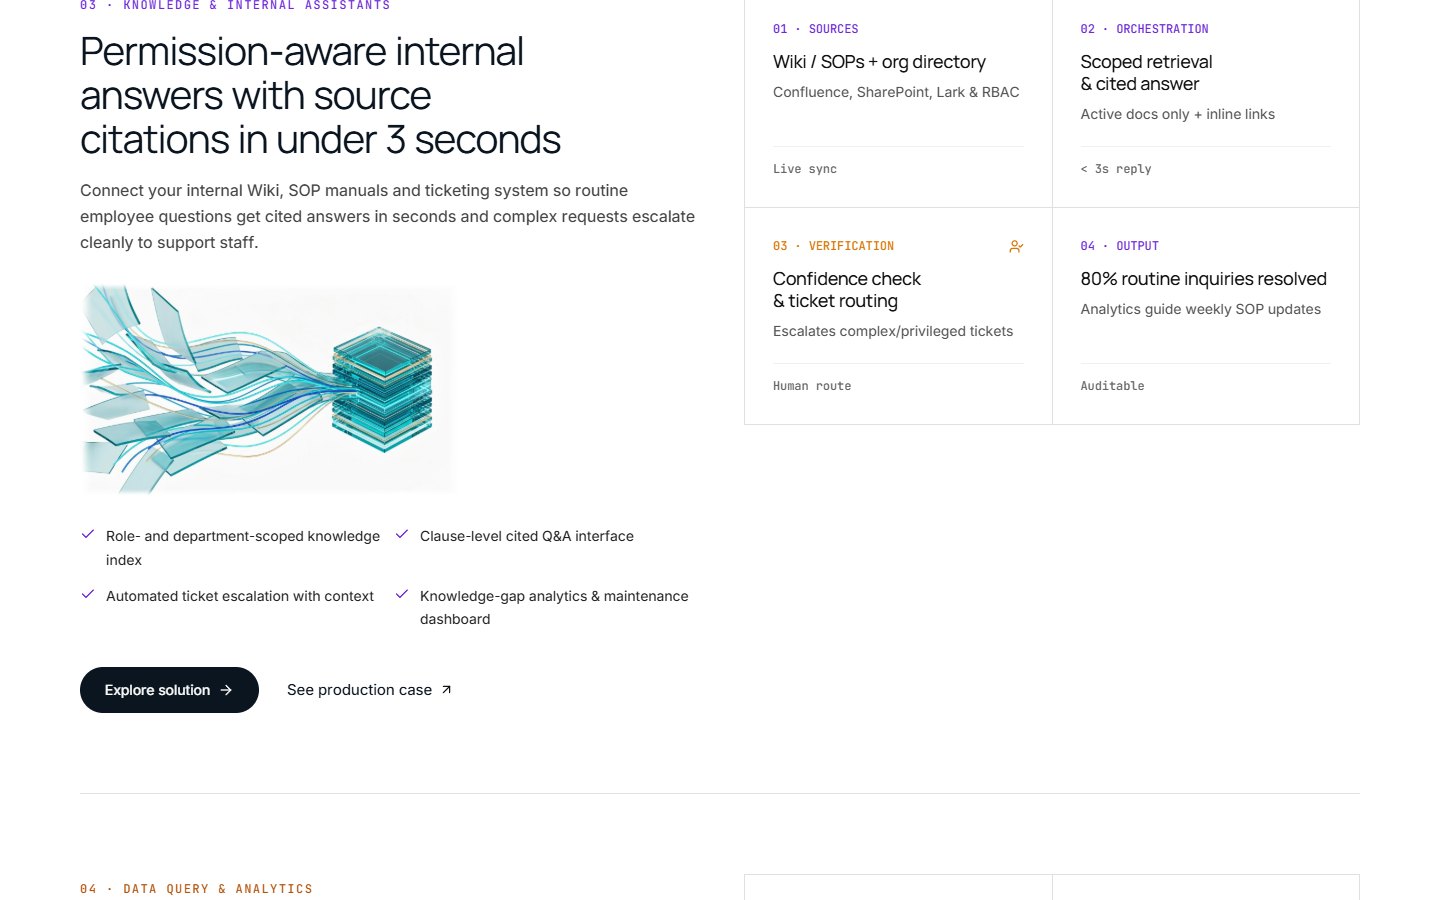 03 · KNOWLEDGE & INTERNAL ASSISTANTS
Permission-aware internal
answers with source
citations in under 3 seconds
Connect your internal Wiki, SOP manuals and ticketing system so routine
employee questions get cited answers in seconds and complex requests escalate
cleanly to support staff.
Role- and department-scoped knowledge
index
Clause-level cited Q&A interface
Automated ticket escalation with context
Knowledge-gap analytics & maintenance
dashboard
Explore solution
See production case
01 · SOURCES
Wiki / SOPs + org directory
Confluence, SharePoint, Lark & RBAC
Live sync
02 · ORCHESTRATION
Scoped retrieval
& cited answer
Active docs only + inline links
< 3s reply
03 · VERIFICATION
Confidence check
& ticket routing
Escalates complex/privileged tickets
Human route
04 · OUTPUT
80% routine inquiries resolved
Analytics guide weekly SOP updates
Auditable
04 · DATA QUERY & ANALYTICS